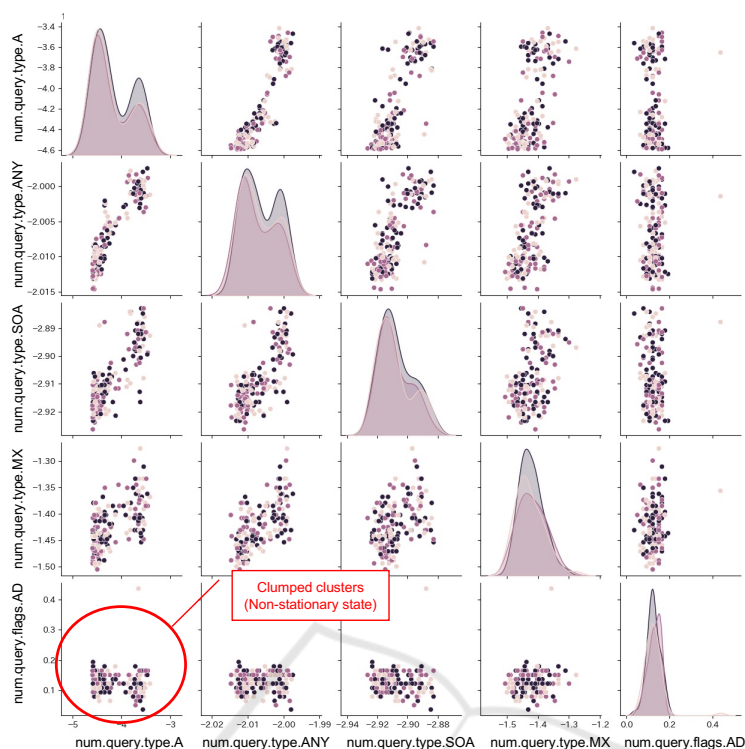 num.query.type.A
−3.4
−3.6
−3.8
−4.0
−4.2
−4.4
−4.6
num.query.type.ANY
−2.000
−2.005
−2.010
−2.015
num.query.type.SOA
−2.89
−2.90
−2.91
−2.92
num.query.type.MX
−1.30
−1.35
−1.40
−1.45
−1.50
Clumped clusters
(Non-stationary state)
num.query.flags.AD
0.4
0.3
0.2
0.1
−5 −4 −3 −2.02 −2.01 −2.00 −1.99 −2.94 −2.92 −2.90 −2.88 −1.5 −1.4 −1.3 −1.2 0.0 0.2 0.4
num.query.type.A num.query.type.ANY num.query.type.SOA num.query.type.MX num.query.flags.AD